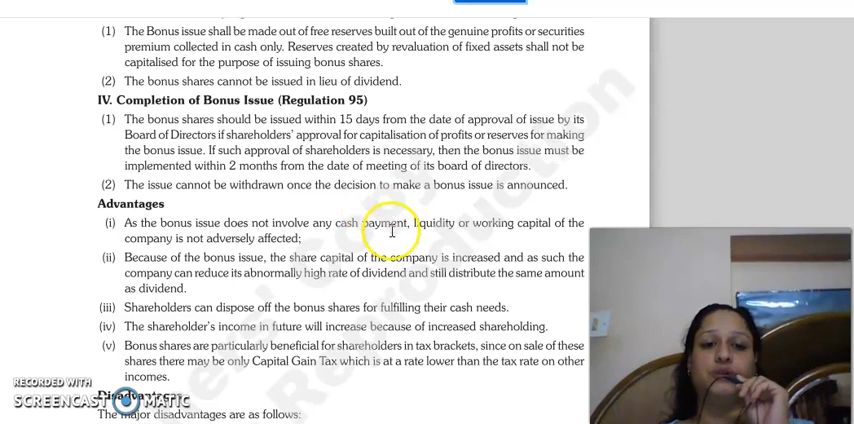 (1) The Bonus issue shall be made out of free reserves built out of the genuine profits or securities
premium collected in cash only. Reserves created by revaluation of fixed assets shall not be
capitalised for the purpose of issuing bonus shares.
(2) The bonus shares cannot be issued in lieu of dividend.
IV. Completion of Bonus Issue (Regulation 95)
(1) The bonus shares should be issued within 15 days from the date of approval of issue by its
Board of Directors if shareholders' approval for capitalisation of profits or reserves for making
the bonus issue. If such approval of shareholders is necessary, then the bonus issue must be
implemented within 2 months from the date of meeting of its board of directors.
(2) The issue cannot be withdrawn once the decision to make a bonus issue is announced.
Advantages
(i) As the bonus issue does not involve any cash payment, liquidity or working capital of the
company is not adversely affected;
(ii) Because of the bonus issue, the share capital of the company is increased and as such the
company can reduce its abnormally high rate of dividend and still distribute the same amount
as dividend.
(iii) Shareholders can dispose off the bonus shares for fulfilling their cash needs.
(iv) The shareholder's income in future will increase because of increased shareholding.
(v) Bonus shares are particularly beneficial for shareholders in tax brackets, since on sale of these
shares there may be only Capital Gain Tax which is at a rate lower than the tax rate on other
incomes.
RECORDED WITH
SCREENCAST MATIC
Disadvantages
The major disadvantages are as follows: